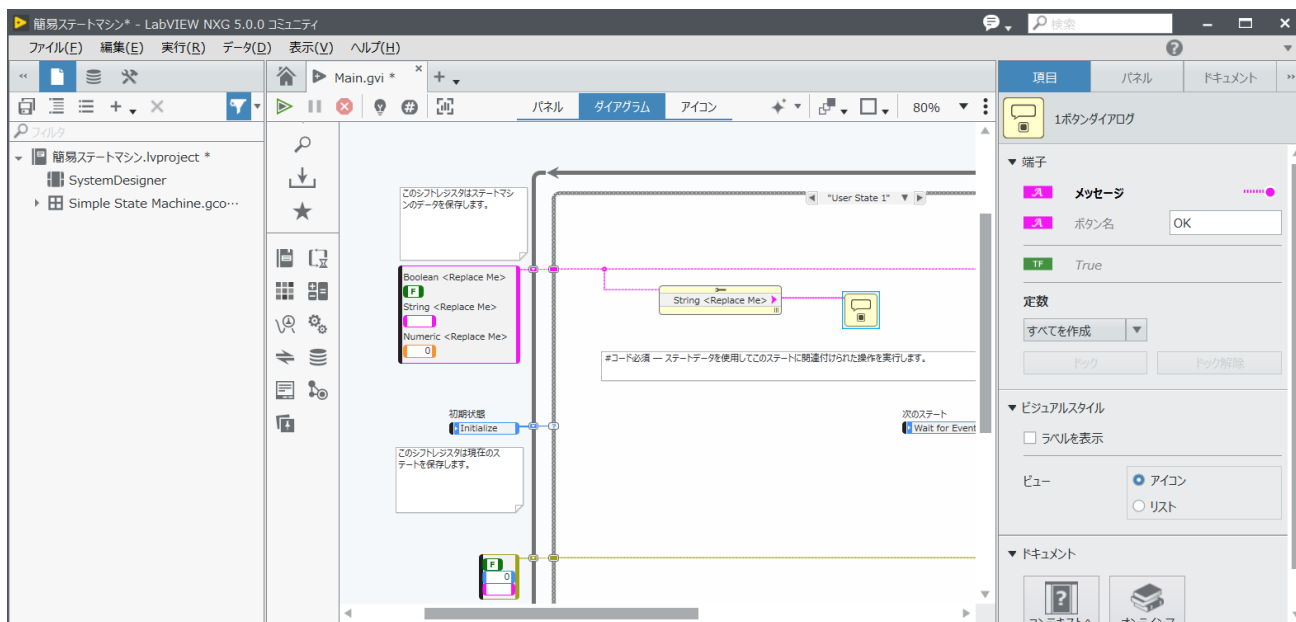 簡易ステートマシン* - LabVIEW NXG 5.0.0 コミュニティ
検索
ファイル(F) 編集(E) 実行(R) データ(D) 表示(V) ヘルプ(H)
Main.gvi *
項目 パネル ドキュメント
パネル ダイアグラム アイコン 80%
1ボタンダイアログ
フィルタ
簡易ステートマシン.lvproject *
SystemDesigner
Simple State Machine.gco…
このシフトレジスタはステートマシ
ンのデータを保存します。
"User State 1"
Boolean <Replace Me>
F
String <Replace Me>
Numeric <Replace Me>
0
String <Replace Me>
#コード必須 — ステートデータを使用してこのステートに関連付けられた操作を実行します。
初期状態
Initialize
次のステート
Wait for Event
このシフトレジスタは現在のス
テートを保存します。
F
0
端子
メッセージ
ボタン名 OK
TF True
定数
すべてを作成
ドック ドック解除
ビジュアルスタイル
ラベルを表示
ビュー アイコン
リスト
ドキュメント